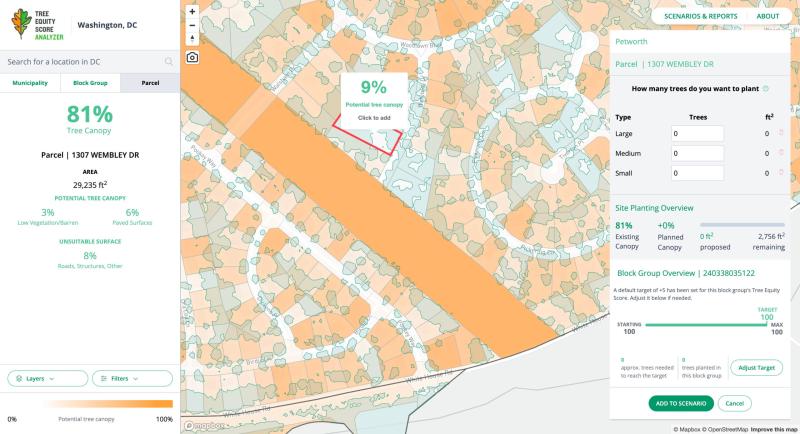 TREE
EQUITY
SCORE
ANALYZER
Washington, DC
Search for a location in DC
Municipality
Block Group
Parcel
81%
Tree Canopy
Parcel | 1307 WEMBLEY DR
AREA
29,235 ft²
POTENTIAL TREE CANOPY
3%
Low Vegetation/Barren
6%
Paved Surfaces
UNSUITABLE SURFACE
8%
Roads, Structures, Other
Layers
Filters
0%
Potential tree canopy
100%
9%
Potential tree canopy
Click to add
White House Rd
White House Rd
mapbox
SCENARIOS & REPORTS
ABOUT
Petworth
Parcel | 1307 WEMBLEY DR
How many trees do you want to plant
Type
Trees
ft²
Large
0
0
Medium
0
0
Small
0
0
Site Planting Overview
81%
Existing
Canopy
+0%
Planned
Canopy
0 ft²
proposed
2,756 ft²
remaining
Block Group Overview | 240338035122
A default target of +5 has been set for this block group's Tree Equity
Score. Adjust it below if needed.
TARGET
100
STARTING
100
MAX
100
0
approx. trees needed
to reach the target
0
trees planted in
this block group
Adjust Target
ADD TO SCENARIO
Cancel
© Mapbox © OpenStreetMap Improve this map